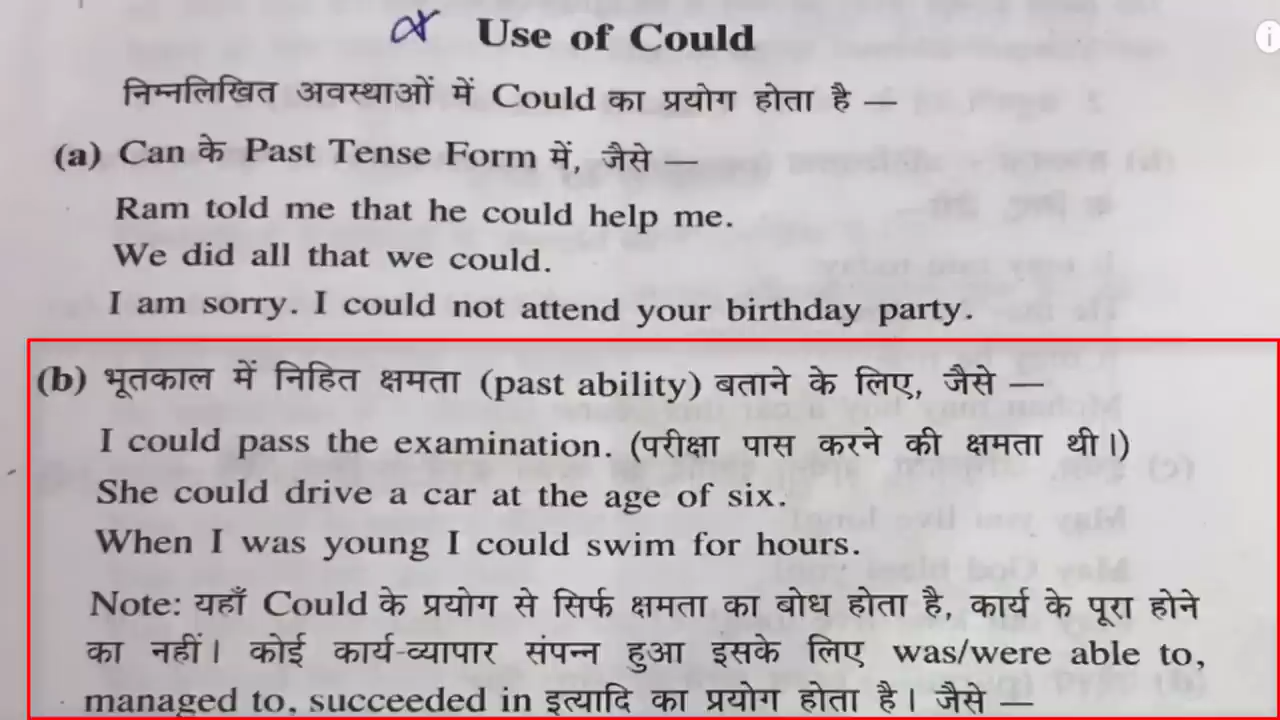 Use of Could
निम्नलिखित अवस्थाओं में Could का प्रयोग होता है —
(a) Can के Past Tense Form में, जैसे —
Ram told me that he could help me.
We did all that we could.
I am sorry. I could not attend your birthday party.
(b) भूतकाल में निहित क्षमता (past ability) बताने के लिए, जैसे —
I could pass the examination. (परीक्षा पास करने की क्षमता थी।)
She could drive a car at the age of six.
When I was young I could swim for hours.
Note: यहाँ Could के प्रयोग से सिर्फ क्षमता का बोध होता है, कार्य के पूरा होने
का नहीं। कोई कार्य-व्यापार संपन्न हुआ इसके लिए was/were able to,
managed to, succeeded in इत्यादि का प्रयोग होता है। जैसे —